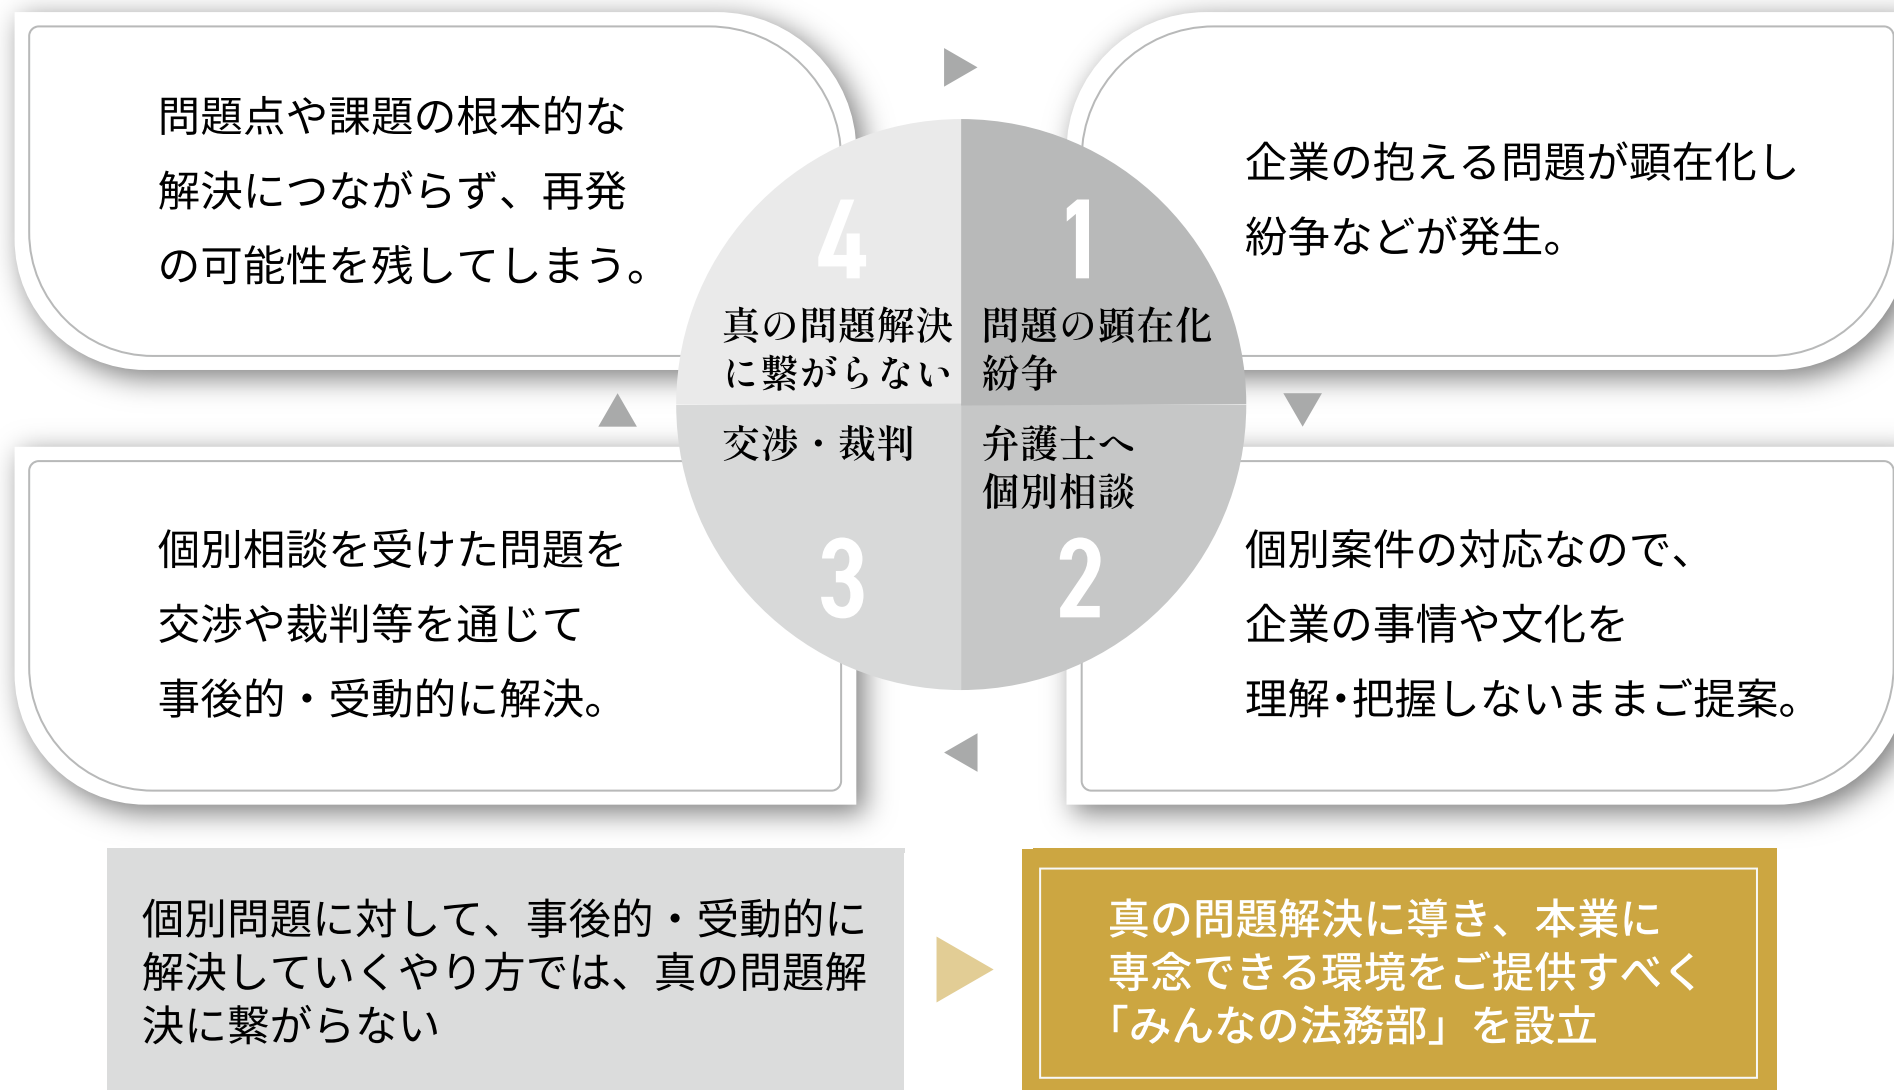 問題点や課題の根本的な
解決につながらず、再発
の可能性を残してしまう。
企業の抱える問題が顕在化し
紛争などが発生。
4
真の問題解決
に繋がらない
1
問題の顕在化
紛争
交渉・裁判
3
弁護士へ
個別相談
2
個別相談を受けた問題を
交渉や裁判等を通じて
事後的・受動的に解決。
個別案件の対応なので、
企業の事情や文化を
理解・把握しないままご提案。
個別問題に対して、事後的・受動的に
解決していくやり方では、真の問題解
決に繋がらない
真の問題解決に導き、本業に
専念できる環境をご提供すべく
「みんなの法務部」を設立